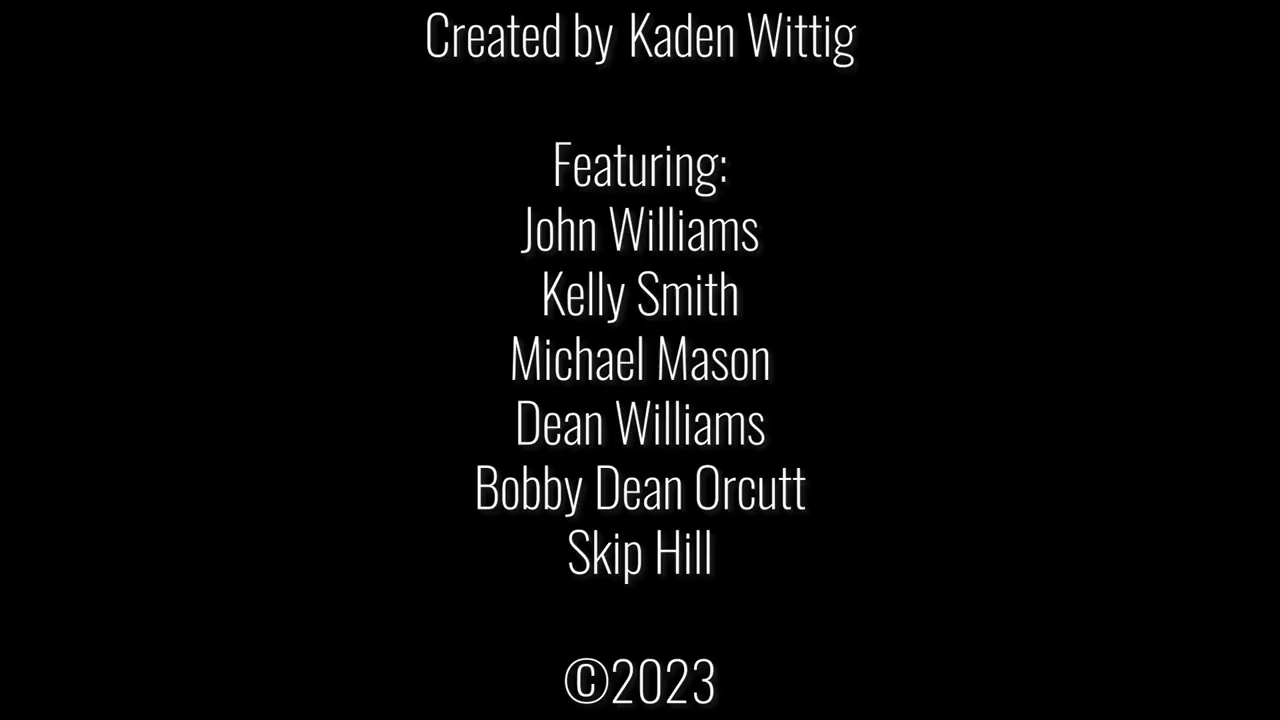 Created by Kaden Wittig
Featuring:
John Williams
Kelly Smith
Michael Mason
Dean Williams
Bobby Dean Orcutt
Skip Hill
©2023